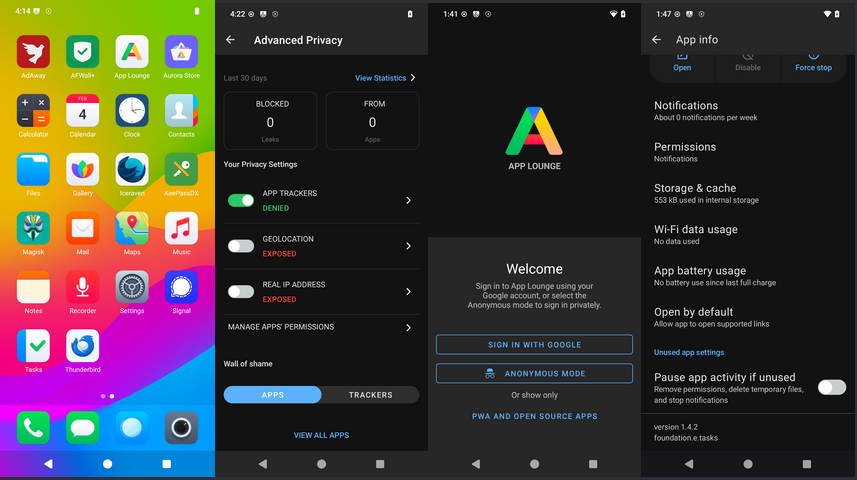 4:14
AdAway
AFWall+
App Lounge
Aurora Store
FEB
4
Calculator
Calendar
Clock
Contacts
Files
Gallery
Iceraven
KeePassDX
Magisk
Mail
Maps
Music
Notes
Recorder
Settings
Signal
Tasks
Thunderbird
4:22
Advanced Privacy
Last 30 days
View Statistics
BLOCKED
0
Leaks
FROM
0
Apps
Your Privacy Settings
APP TRACKERS
DENIED
GEOLOCATION
EXPOSED
REAL IP ADDRESS
EXPOSED
MANAGE APPS' PERMISSIONS
Wall of shame
APPS
TRACKERS
VIEW ALL APPS
1:41
APP LOUNGE
Welcome
Sign in to App Lounge using your
Google account, or select the
Anonymous mode to sign in privately.
SIGN IN WITH GOOGLE
ANONYMOUS MODE
Or show only
PWA AND OPEN SOURCE APPS
1:47
App info
Open
Disable
Force stop
Notifications
About 0 notifications per week
Permissions
Notifications
Storage & cache
553 kB used in internal storage
Wi-Fi data usage
No data used
App battery usage
No battery use since last full charge
Open by default
Allow app to open supported links
Unused app settings
Pause app activity if unused
Remove permissions, delete temporary files,
and stop notifications
version 1.4.2
foundation.e.tasks